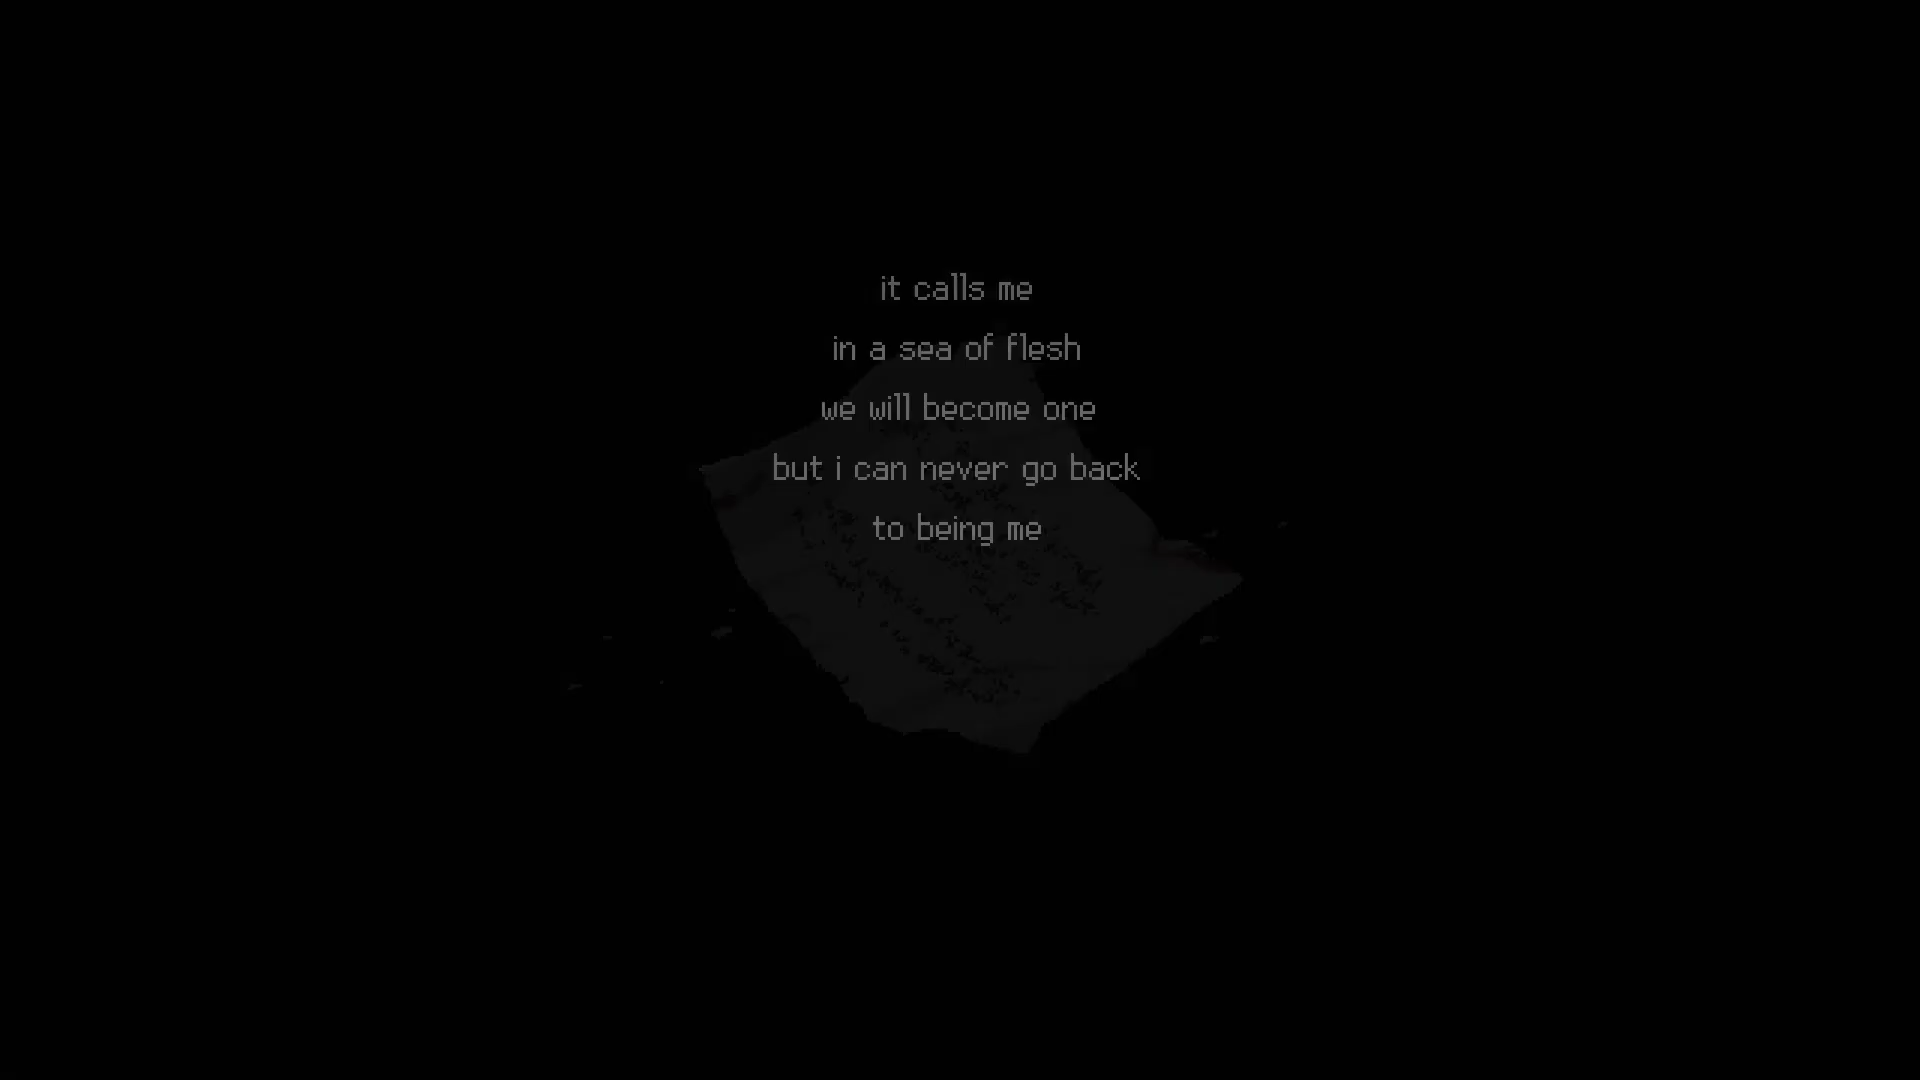 it calls me
in a sea of flesh
we will become one
but i can never go back
to being me